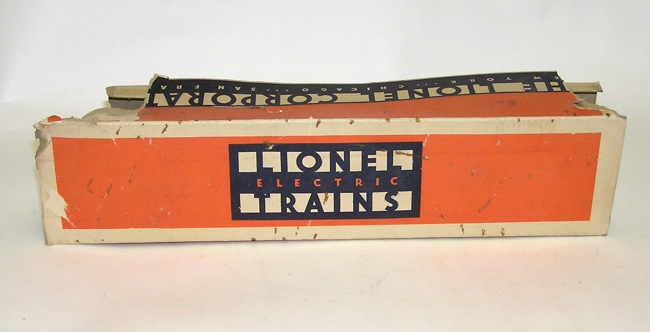 HE LIONEL CORPORA
W YORK ... CHICAGO ... SAN FRA
LIONEL
ELECTRIC
TRAINS